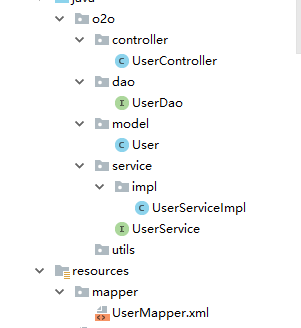 java
o2o
controller
UserController
dao
UserDao
model
User
service
impl
UserServiceImpl
UserService
utils
resources
mapper
UserMapper.xml